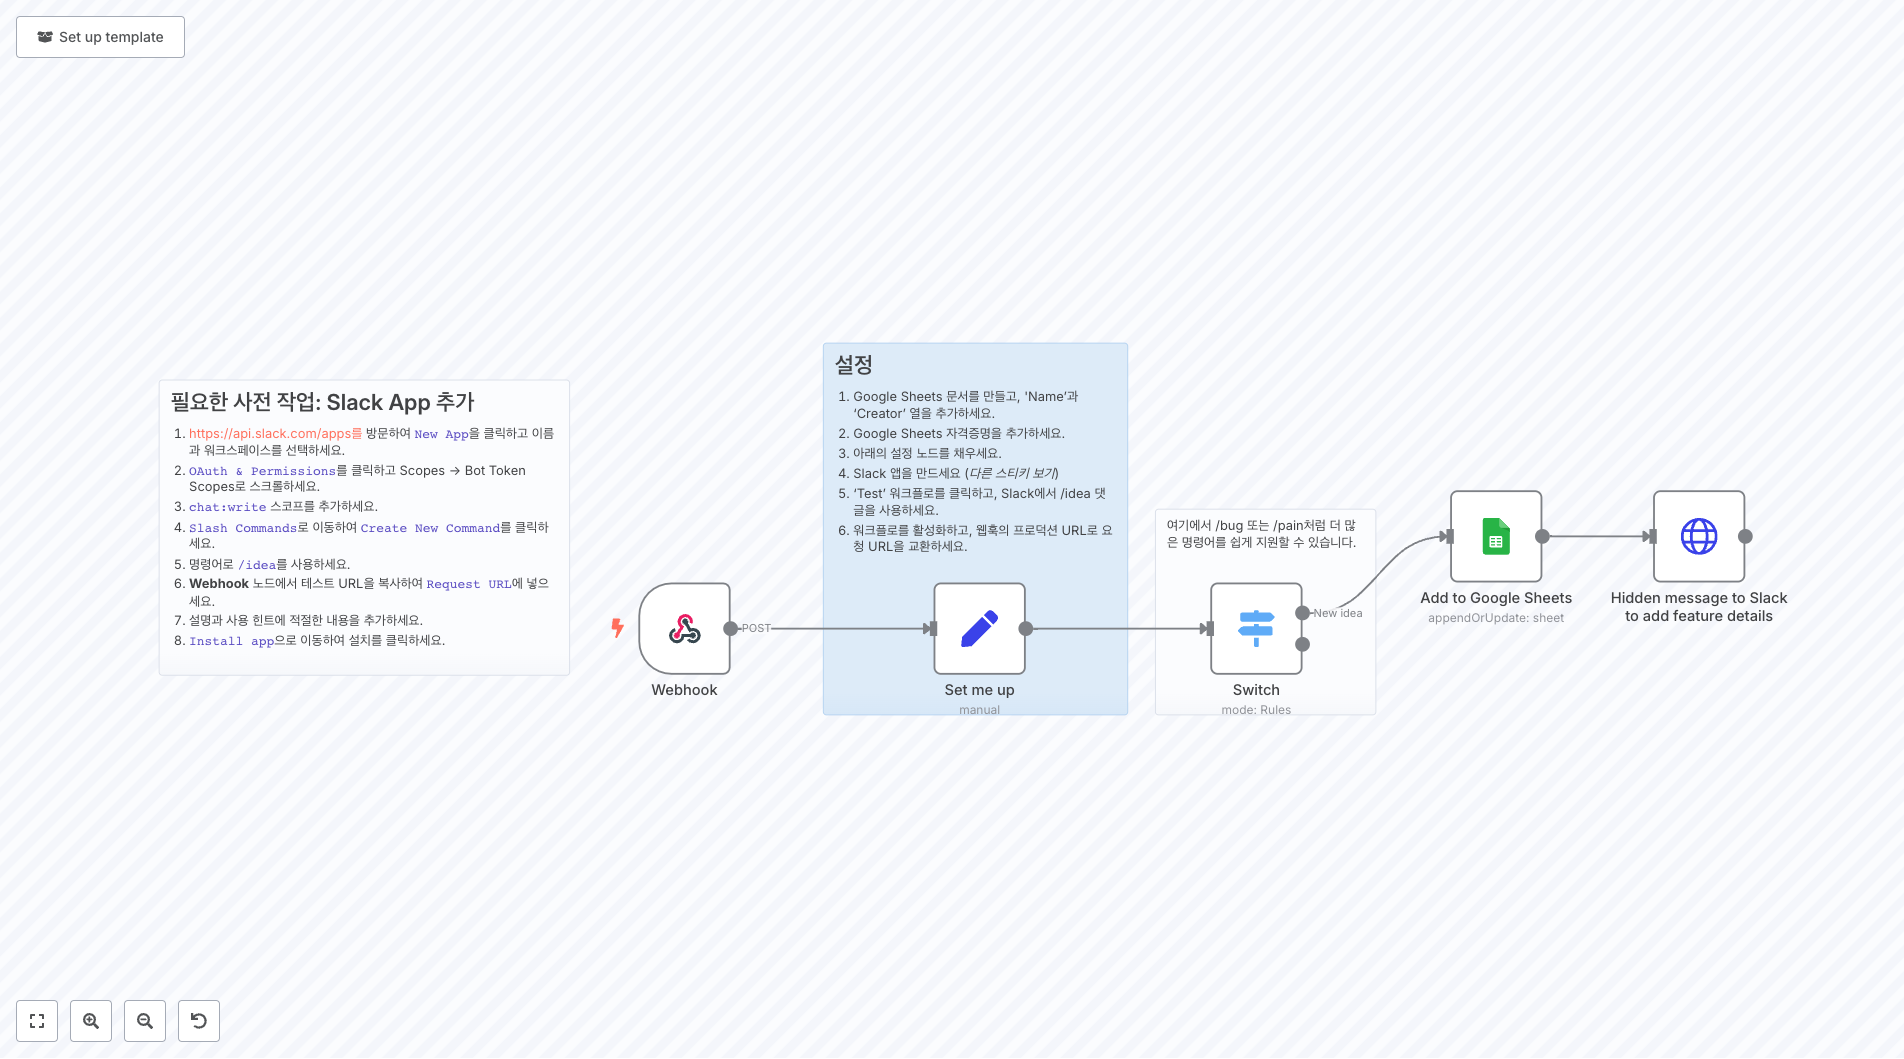 Set up template
필요한 사전 작업: Slack App 추가
1. https://api.slack.com/apps를 방문하여 New App을 클릭하고 이름
과 워크스페이스를 선택하세요.
2. OAuth & Permissions를 클릭하고 Scopes → Bot Token
Scopes로 스크롤하세요.
3. chat:write 스코프를 추가하세요.
4. Slash Commands로 이동하여 Create New Command를 클릭하
세요.
5. 명령어로 /idea를 사용하세요.
6. Webhook 노드에서 테스트 URL을 복사하여 Request URL에 넣으
세요.
7. 설명과 사용 힌트에 적절한 내용을 추가하세요.
8. Install app으로 이동하여 설치를 클릭하세요.
POST
Webhook
설정
1. Google Sheets 문서를 만들고, 'Name'과
‘Creator’ 열을 추가하세요.
2. Google Sheets 자격증명을 추가하세요.
3. 아래의 설정 노드를 채우세요.
4. Slack 앱을 만드세요 (다른 스티키 보기)
5. ‘Test’ 워크플로를 클릭하고, Slack에서 /idea 댓
글을 사용하세요.
6. 워크플로를 활성화하고, 웹훅의 프로덕션 URL로 요
청 URL을 교환하세요.
Set me up
manual
여기에서 /bug 또는 /pain처럼 더 많
은 명령어를 쉽게 지원할 수 있습니다.
New idea
Switch
mode: Rules
Add to Google Sheets
appendOrUpdate: sheet
Hidden message to Slack
to add feature details